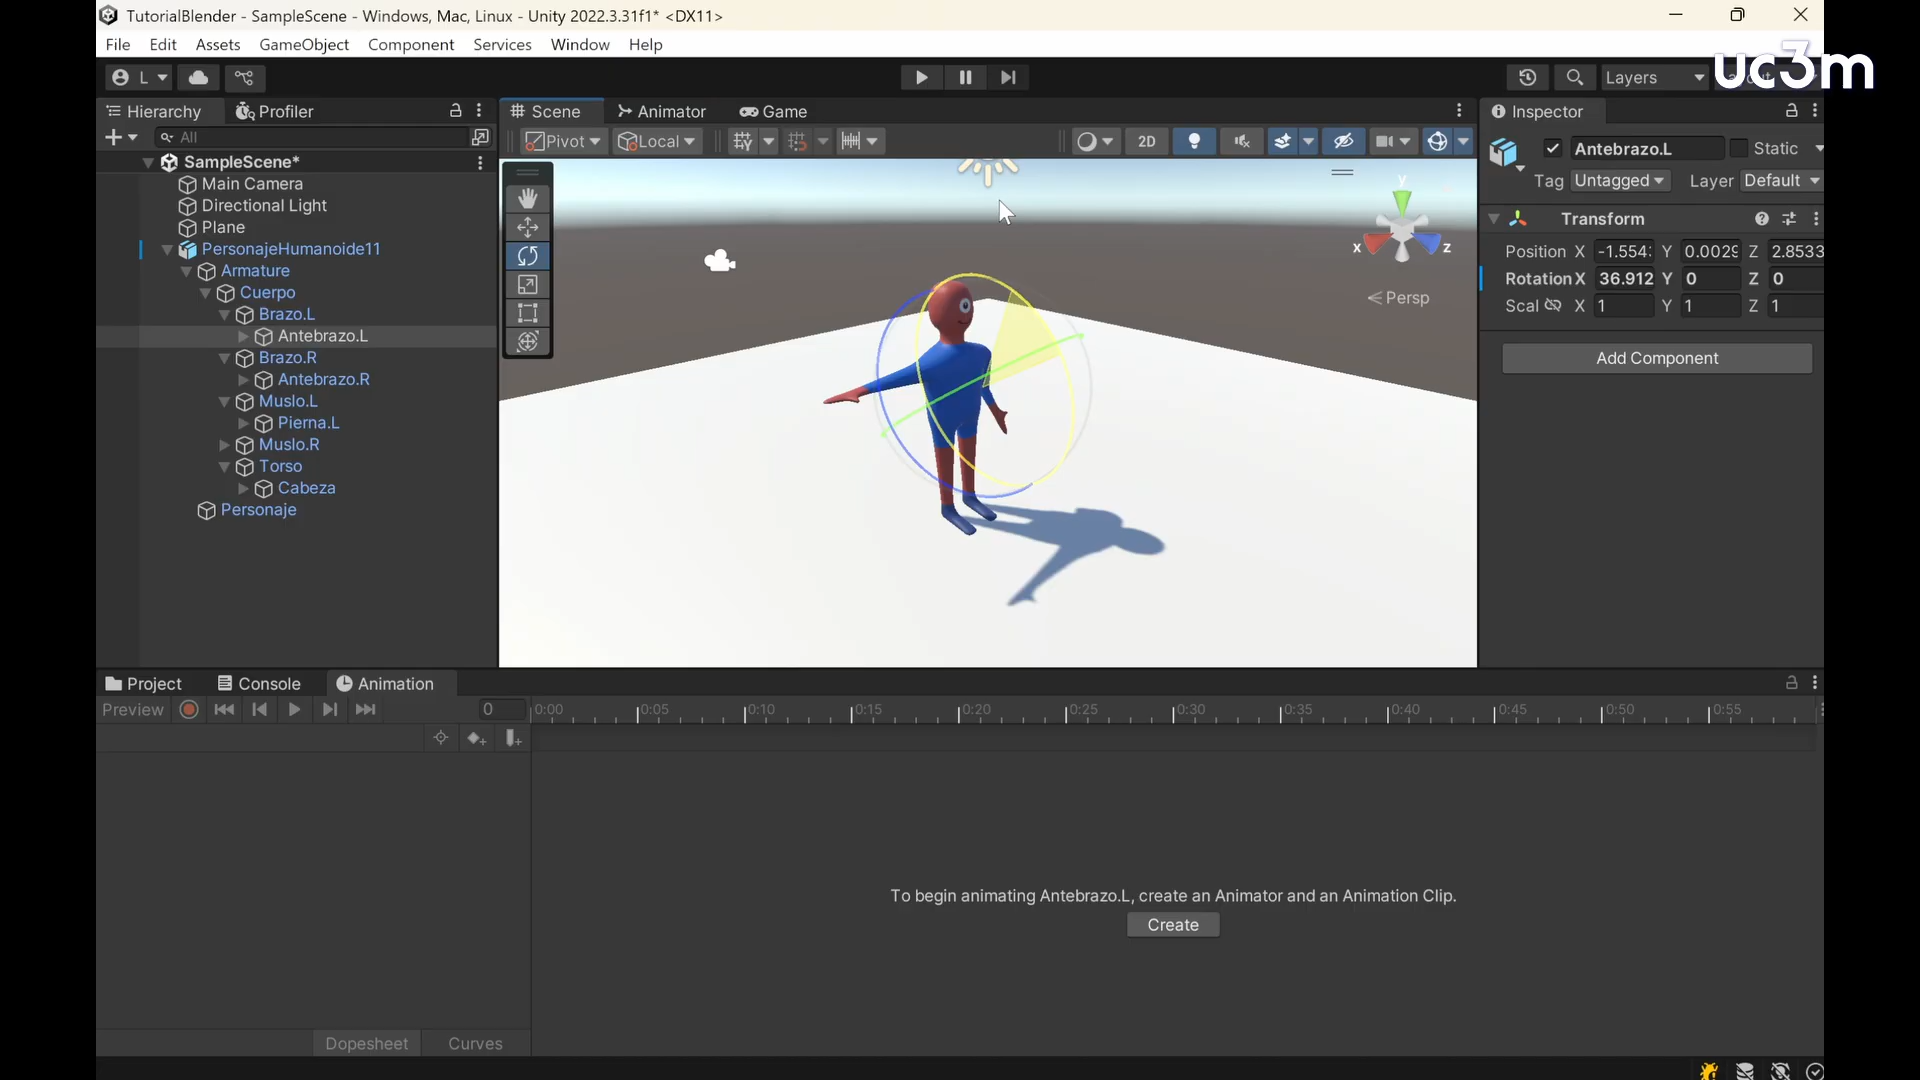 TutorialBlender - SampleScene - Windows, Mac, Linux - Unity 2022.3.31f1* <DX11>
File Edit Assets GameObject Component Services Window Help
uc3m
L Layers
Hierarchy Profiler Scene Animator Game Inspector
All Pivot Local 2D
SampleScene*
Main Camera
Directional Light
Plane
PersonajeHumanoide11
Armature
Cuerpo
Brazo.L
Antebrazo.L
Brazo.R
Antebrazo.R
Muslo.L
Pierna.L
Muslo.R
Torso
Cabeza
Personaje
y
x z
Persp
Antebrazo.L Static
Tag Untagged Layer Default
Transform
Position X -1.554 Y 0.0029 Z 2.8533
Rotation X 36.912 Y 0 Z 0
Scal X 1 Y 1 Z 1
Add Component
Project Console Animation
Preview 0 0:00 0:05 0:10 0:15 0:20 0:25 0:30 0:35 0:40 0:45 0:50 0:55
To begin animating Antebrazo.L, create an Animator and an Animation Clip.
Create
Dopesheet Curves